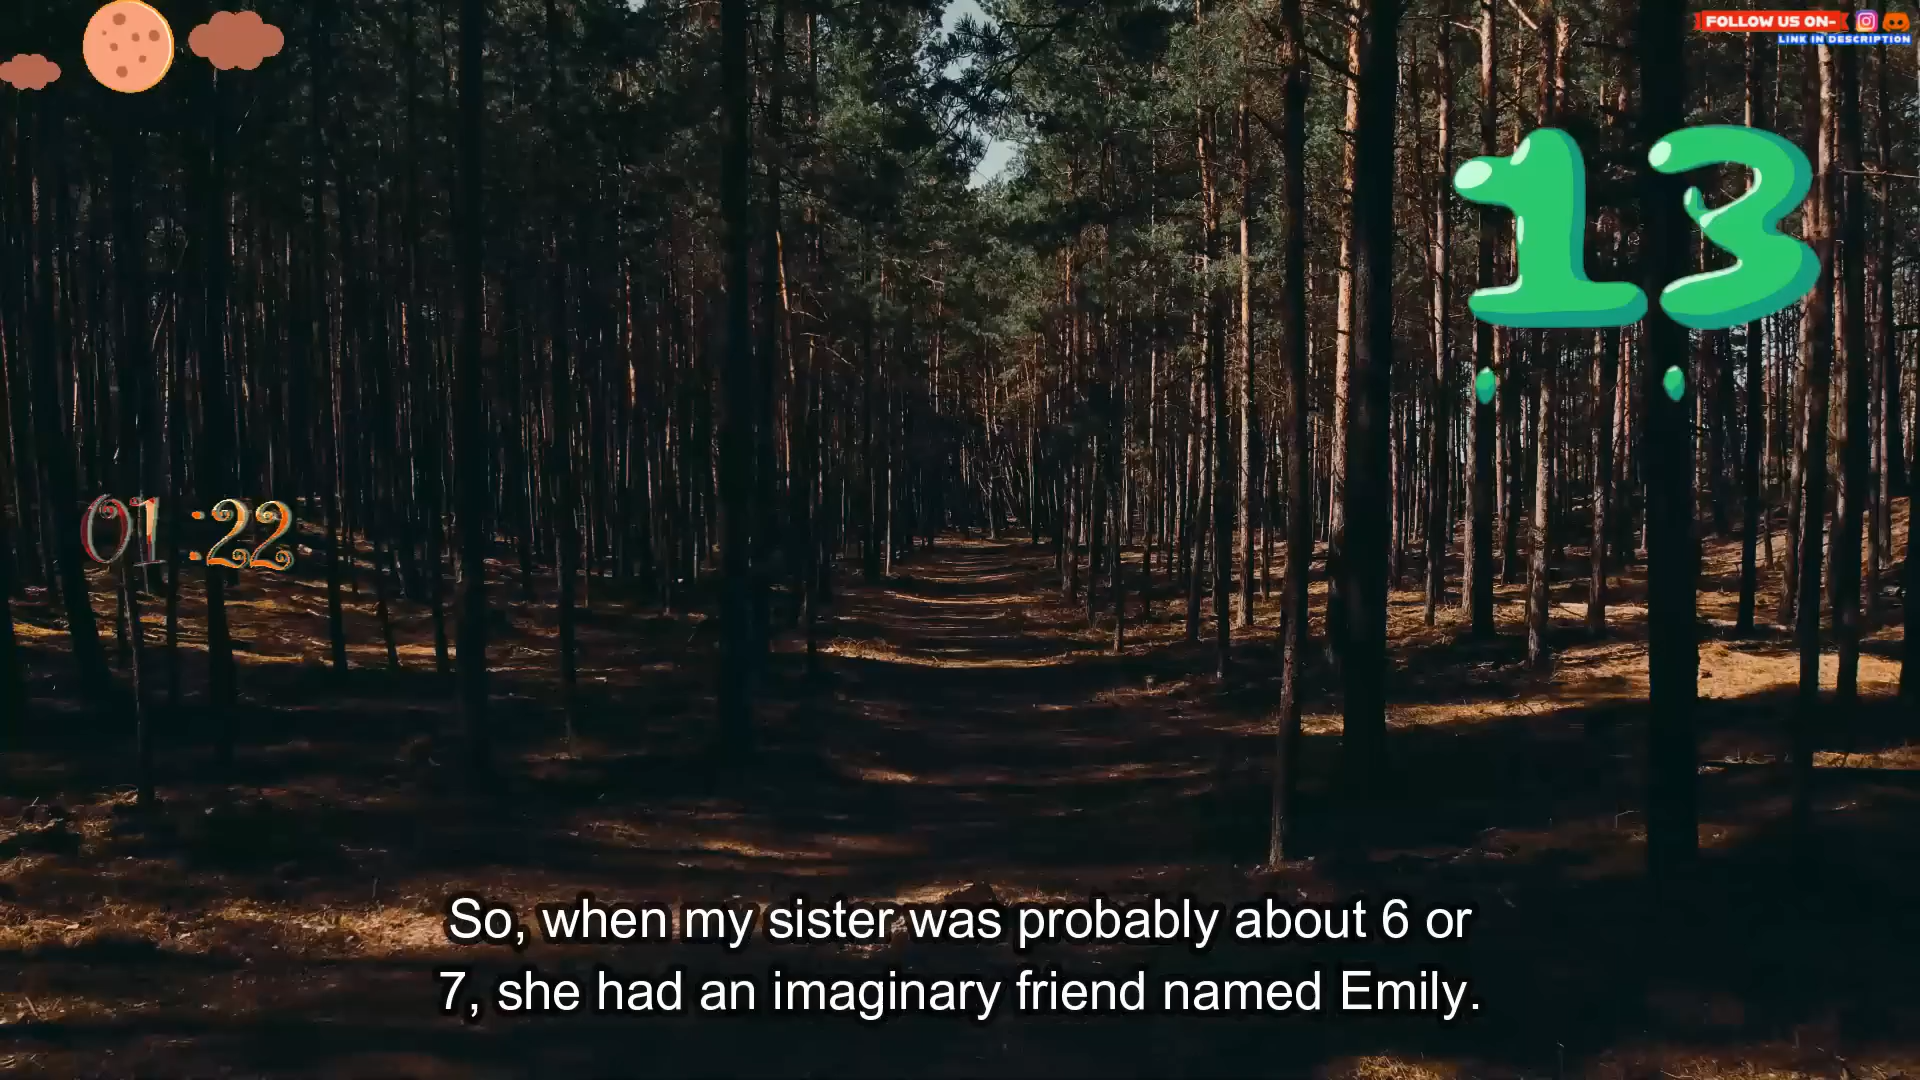 FOLLOW US ON-
LINK IN DESCRIPTION
13
01:22
So, when my sister was probably about 6 or
7, she had an imaginary friend named Emily.